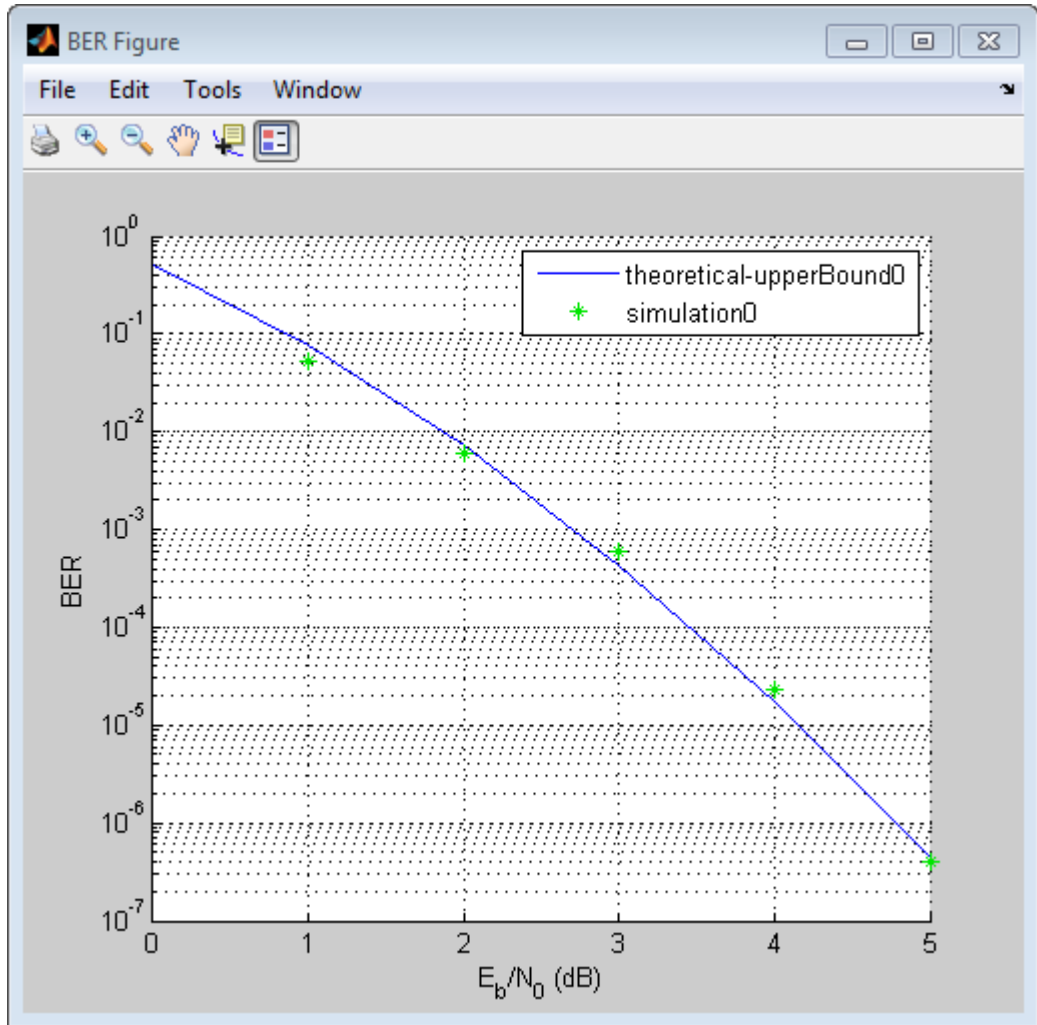 BER Figure
File Edit Tools Window
theoretical-upperBound0
simulation0
10^0
10^-1
10^-2
10^-3
10^-4
10^-5
10^-6
10^-7
BER
0 1 2 3 4 5
E_b/N_0 (dB)